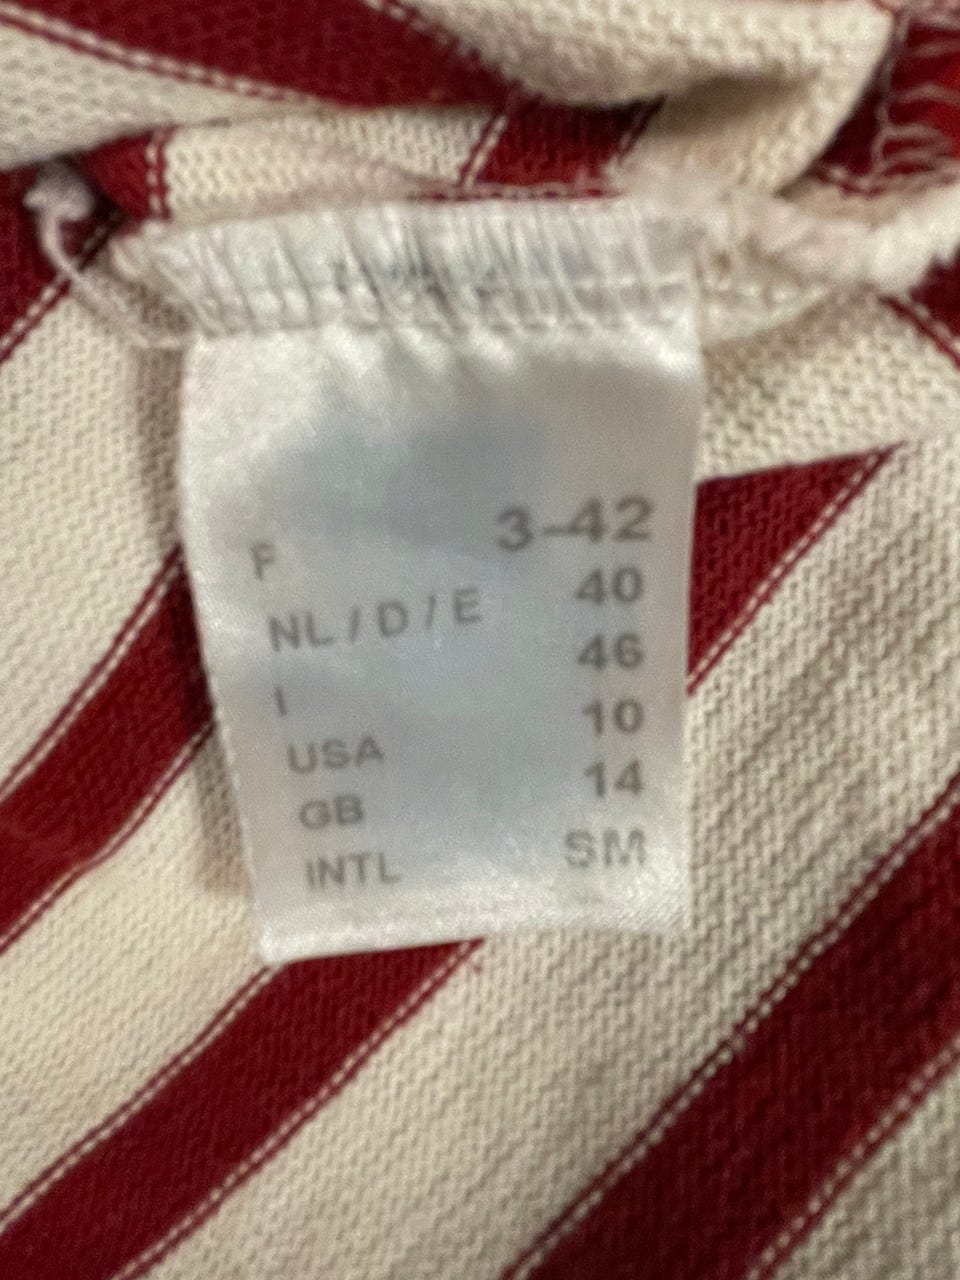 F 3-42
NL / D / E 40
I 46
USA 10
GB 14
INTL SM